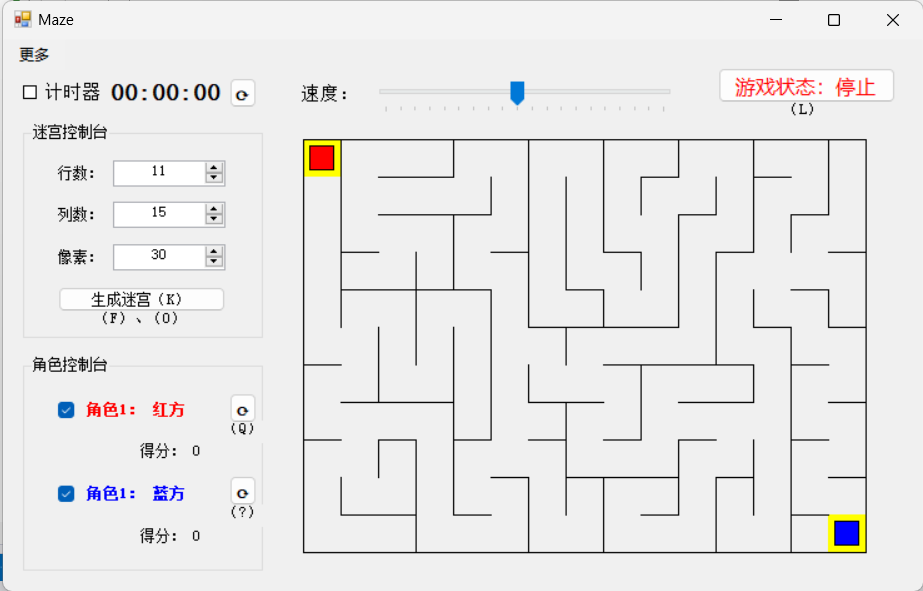 Maze
更多
计时器 00:00:00
速度：
游戏状态：停止
(L)
迷宫控制台
行数： 11
列数： 15
像素： 30
生成迷宫（K）
（F）、（O）
角色控制台
角色1： 红方
(Q)
得分： 0
角色1： 蓝方
(?)
得分： 0